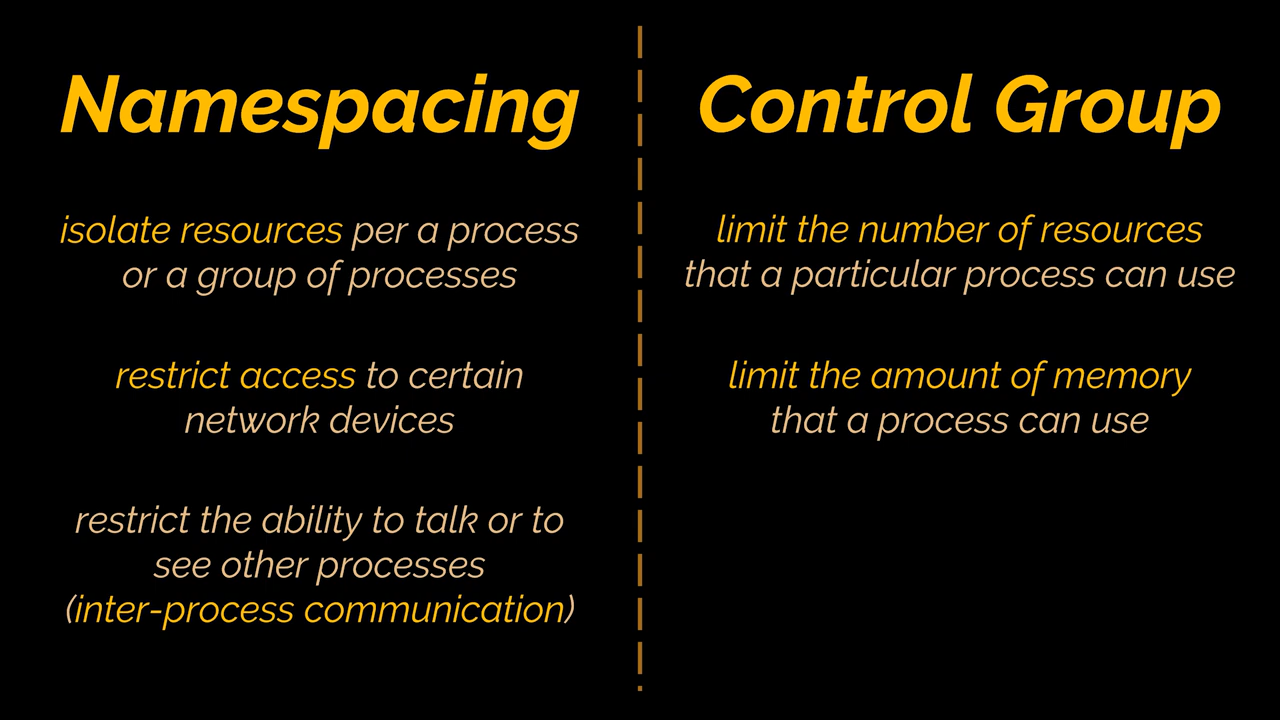 Namespacing
isolate resources per a process
or a group of processes
restrict access to certain
network devices
restrict the ability to talk or to
see other processes
(inter-process communication)
Control Group
limit the number of resources
that a particular process can use
limit the amount of memory
that a process can use